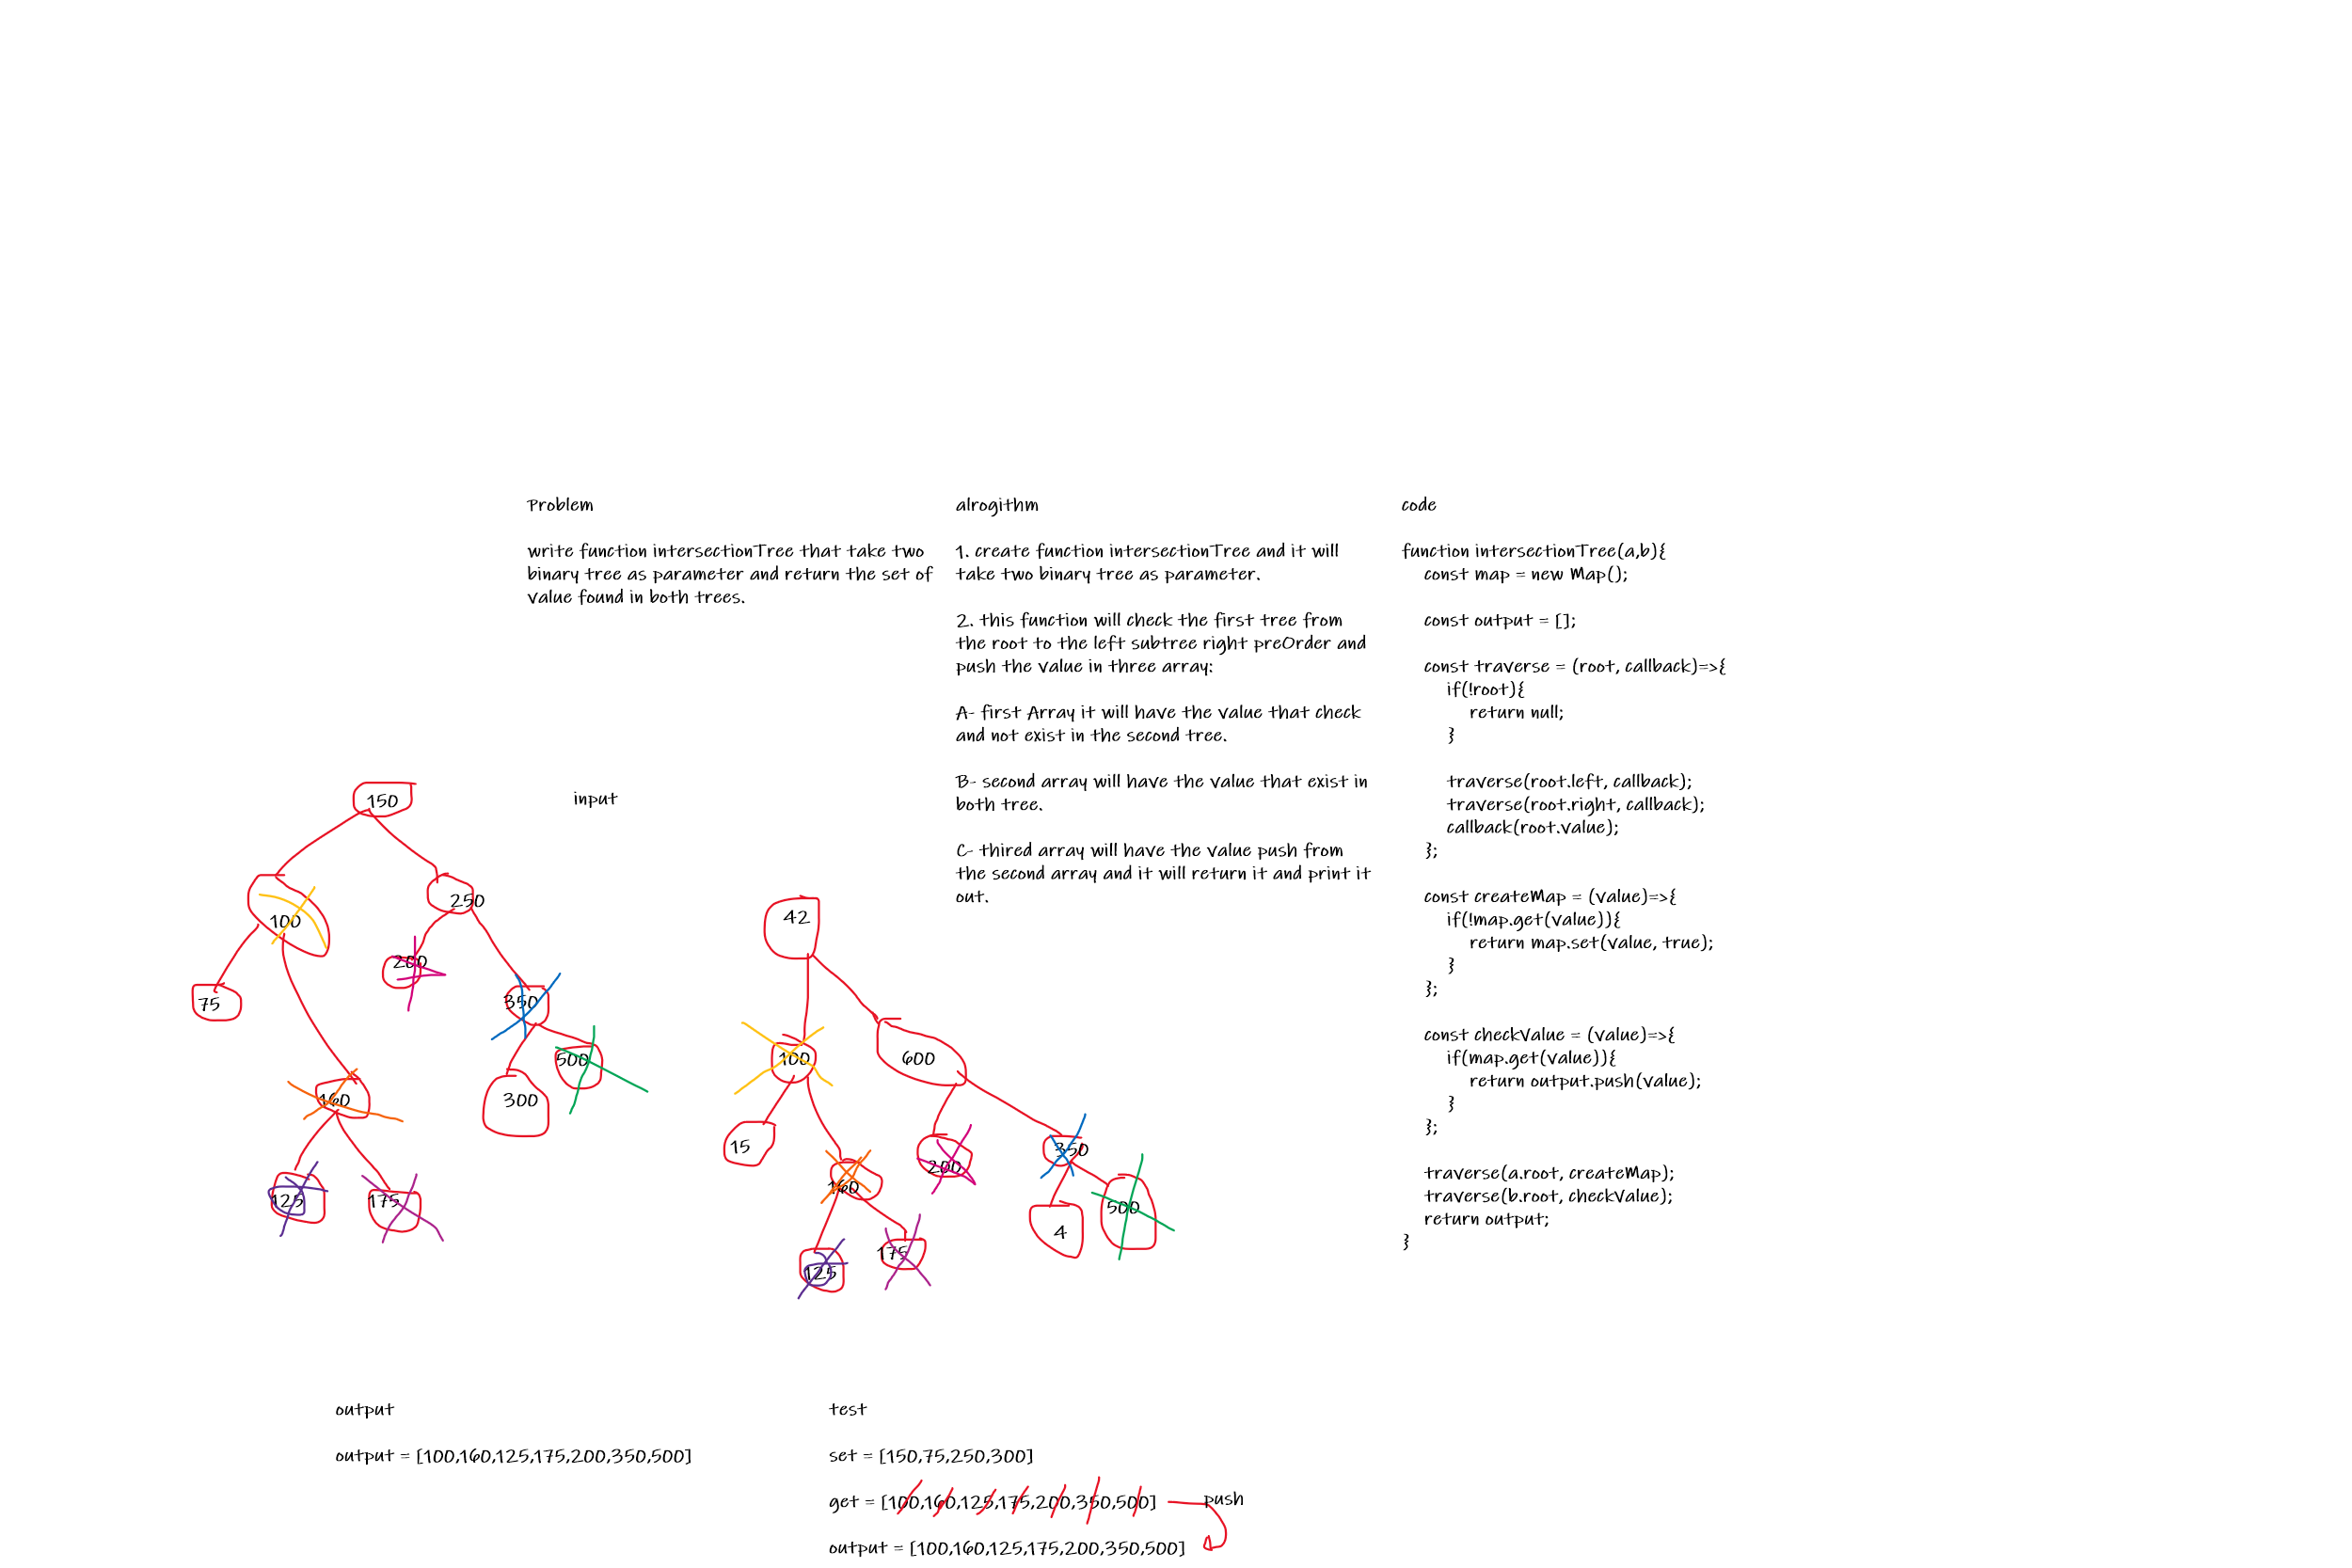 Problem
write function intersectionTree that take two
binary tree as parameter and return the set of
value found in both trees.
alrogithm
1. create function intersectionTree and it will
take two binary tree as parameter.
2. this function will check the first tree from
the root to the left subtree right preOrder and
push the value in three array:
A- first Array it will have the value that check
and not exist in the second tree.
B- second array will have the value that exist in
both tree.
C- thired array will have the value push from
the second array and it will return it and print it
out.
code
function intersectionTree(a,b){
const map = new Map();
const output = [];
const traverse = (root, callback)=>{
if(!root){
return null;
}
traverse(root.left, callback);
traverse(root.right, callback);
callback(root.value);
};
const createMap = (value)=>{
if(!map.get(value)){
return map.set(value, true);
}
};
const checkValue = (value)=>{
if(map.get(value)){
return output.push(value);
}
};
traverse(a.root, createMap);
traverse(b.root, checkValue);
return output;
}
input
150
100
250
75
200
350
160
300
500
125
175
42
100
600
15
160
200
350
125
175
4
500
output
output = [100,160,125,175,200,350,500]
test
set = [150,75,250,300]
get = [100,160,125,175,200,350,500]
push
output = [100,160,125,175,200,350,500]